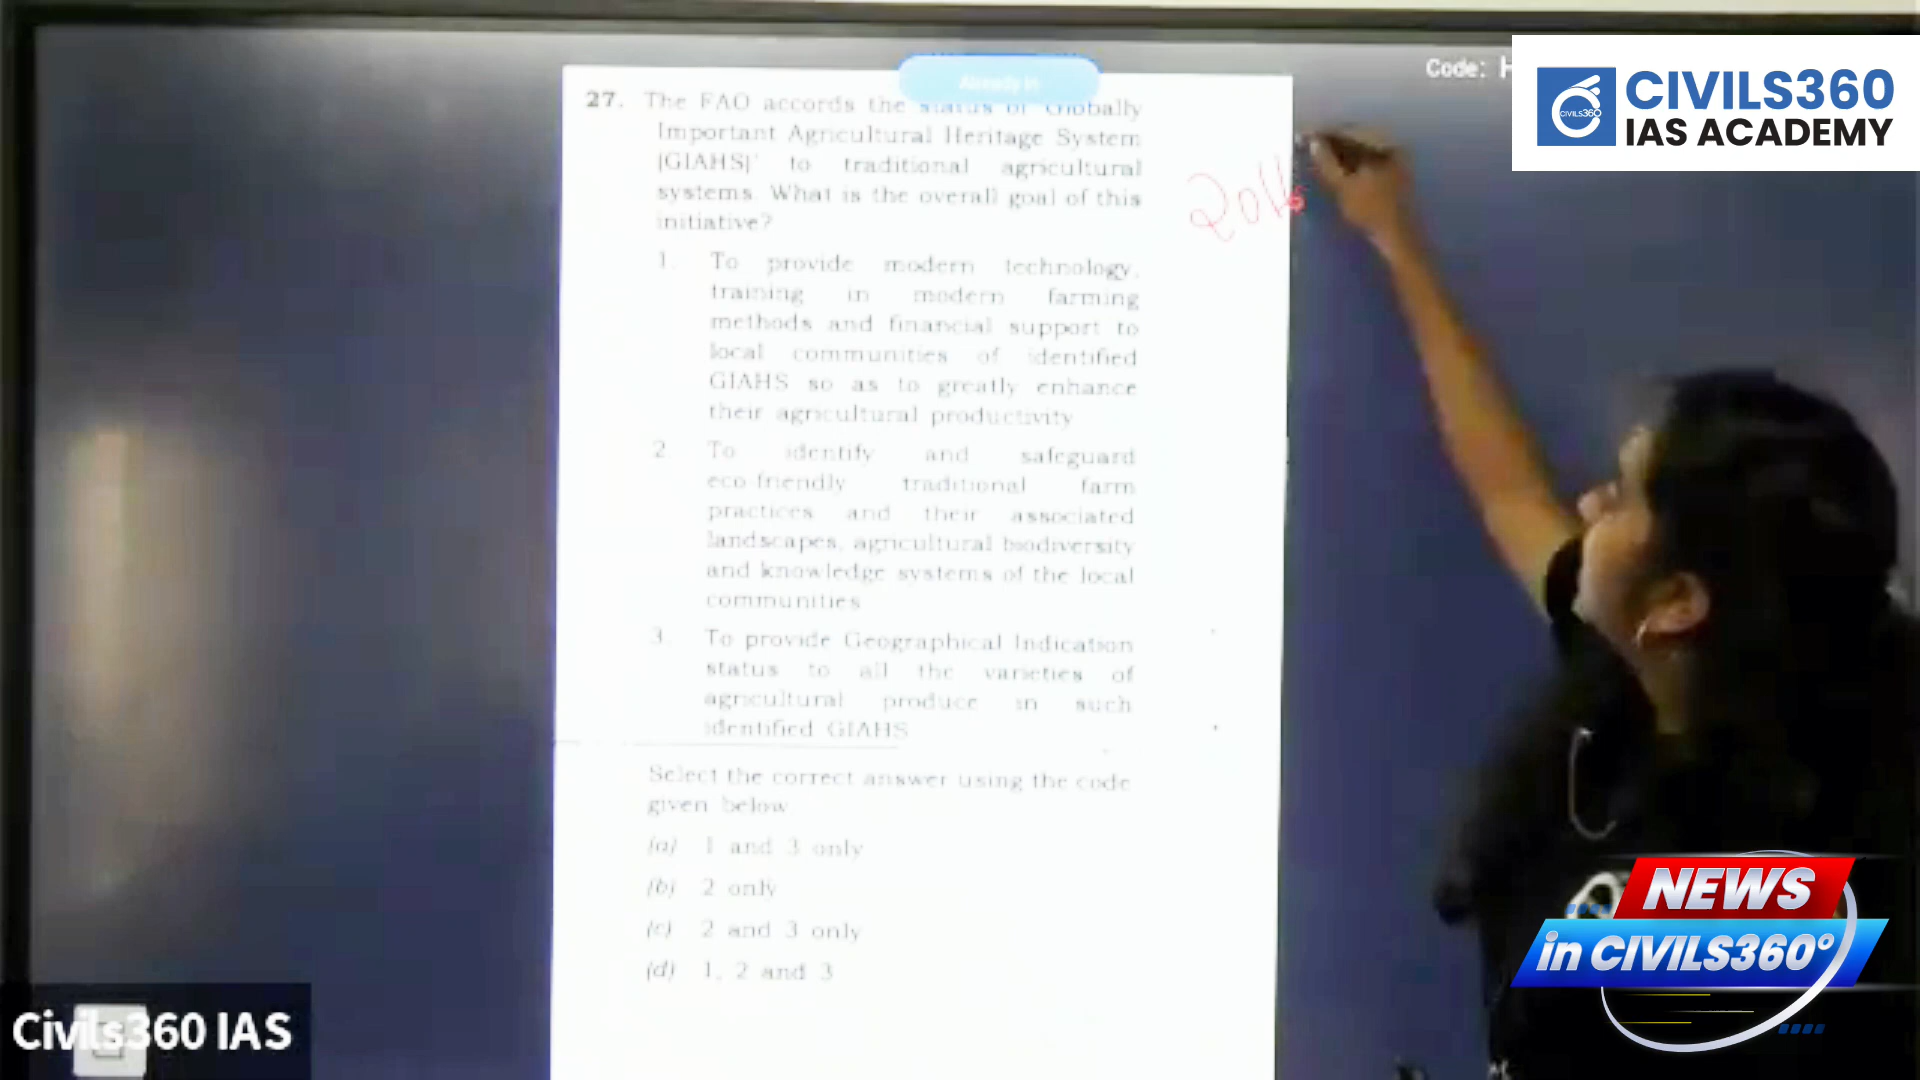 Already in
Code: H
CIVILS360
IAS ACADEMY
CIVILS360
27. The FAO accords the status of 'Globally
Important Agricultural Heritage System
(GIAHS)' to traditional agricultural
systems. What is the overall goal of this
initiative?
2016
1. To provide modern technology,
training in modern farming
methods and financial support to
local communities of identified
GIAHS so as to greatly enhance
their agricultural productivity
2. To identify and safeguard
eco-friendly traditional farm
practices and their associated
landscapes, agricultural biodiversity
and knowledge systems of the local
communities
3. To provide Geographical Indication
status to all the varieties of
agricultural produce in such
identified GIAHS
Select the correct answer using the code
given below
(a) 1 and 3 only
(b) 2 only
(c) 2 and 3 only
(d) 1, 2 and 3
NEWS
in CIVILS360°
Civils360 IAS